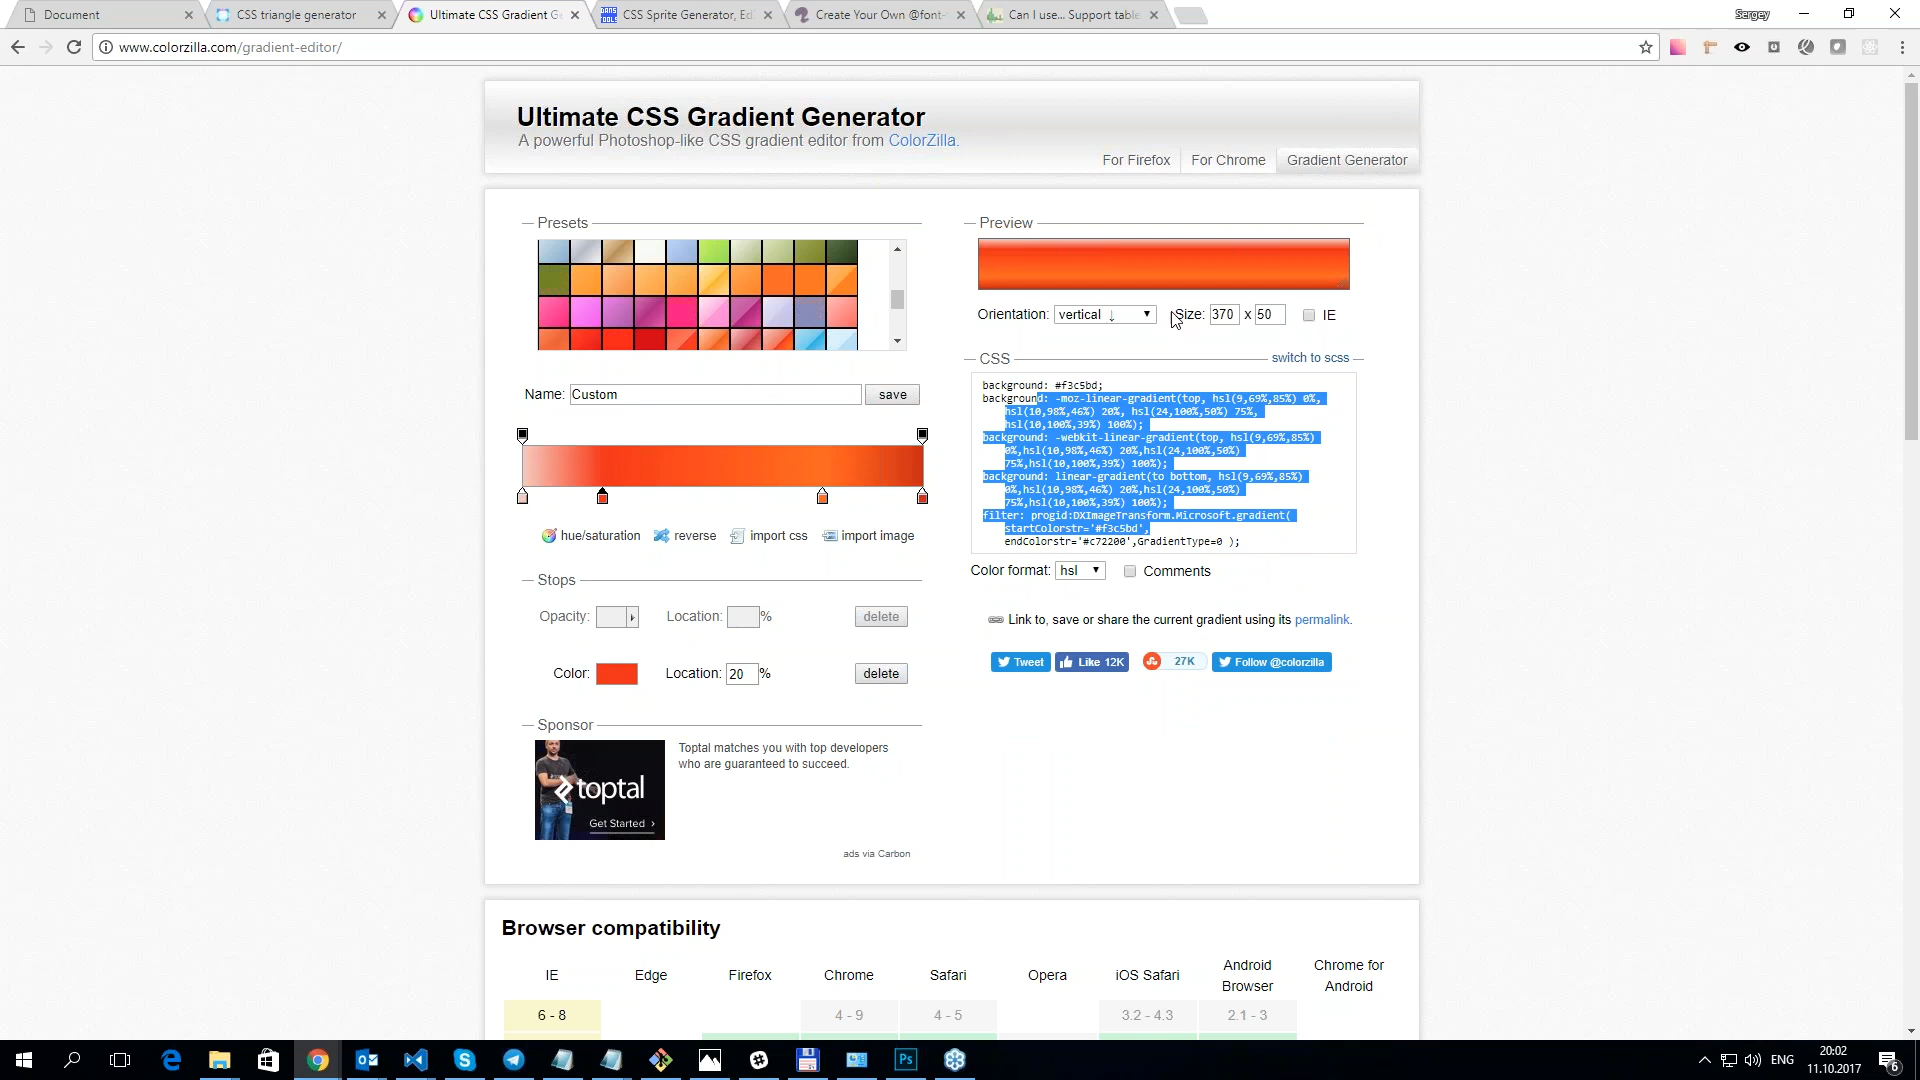 Document
CSS triangle generator
Ultimate CSS Gradient Ge
CSS Sprite Generator, Ed
Create Your Own @font-
Can I use... Support table
Sergey
www.colorzilla.com/gradient-editor/
Ultimate CSS Gradient Generator
A powerful Photoshop-like CSS gradient editor from ColorZilla.
For Firefox
For Chrome
Gradient Generator
Presets
Name: Custom
save
hue/saturation
reverse
import css
import image
Stops
Opacity:
Location: %
delete
Color:
Location: 20 %
delete
Sponsor
toptal
Get Started ›
Toptal matches you with top developers
who are guaranteed to succeed.
ads via Carbon
Preview
Orientation: vertical ↓
Size: 370 x 50
IE
CSS
switch to scss
background: #f3c5bd;
background: -moz-linear-gradient(top, hsl(9,69%,85%) 0%,
hsl(10,98%,46%) 20%, hsl(24,100%,50%) 75%,
hsl(10,100%,39%) 100%);
background: -webkit-linear-gradient(top, hsl(9,69%,85%)
0%,hsl(10,98%,46%) 20%,hsl(24,100%,50%)
75%,hsl(10,100%,39%) 100%);
background: linear-gradient(to bottom, hsl(9,69%,85%)
0%,hsl(10,98%,46%) 20%,hsl(24,100%,50%)
75%,hsl(10,100%,39%) 100%);
filter: progid:DXImageTransform.Microsoft.gradient(
startColorstr='#f3c5bd',
endColorstr='#c72200',GradientType=0 );
Color format: hsl
Comments
Link to, save or share the current gradient using its permalink.
Tweet
Like 12K
27K
Follow @colorzilla
Browser compatibility
IE
Edge
Firefox
Chrome
Safari
Opera
iOS Safari
Android
Browser
Chrome for
Android
6 - 8
4 - 9
4 - 5
3.2 - 4.3
2.1 - 3
Ps
ENG
20:02
11.10.2017
6